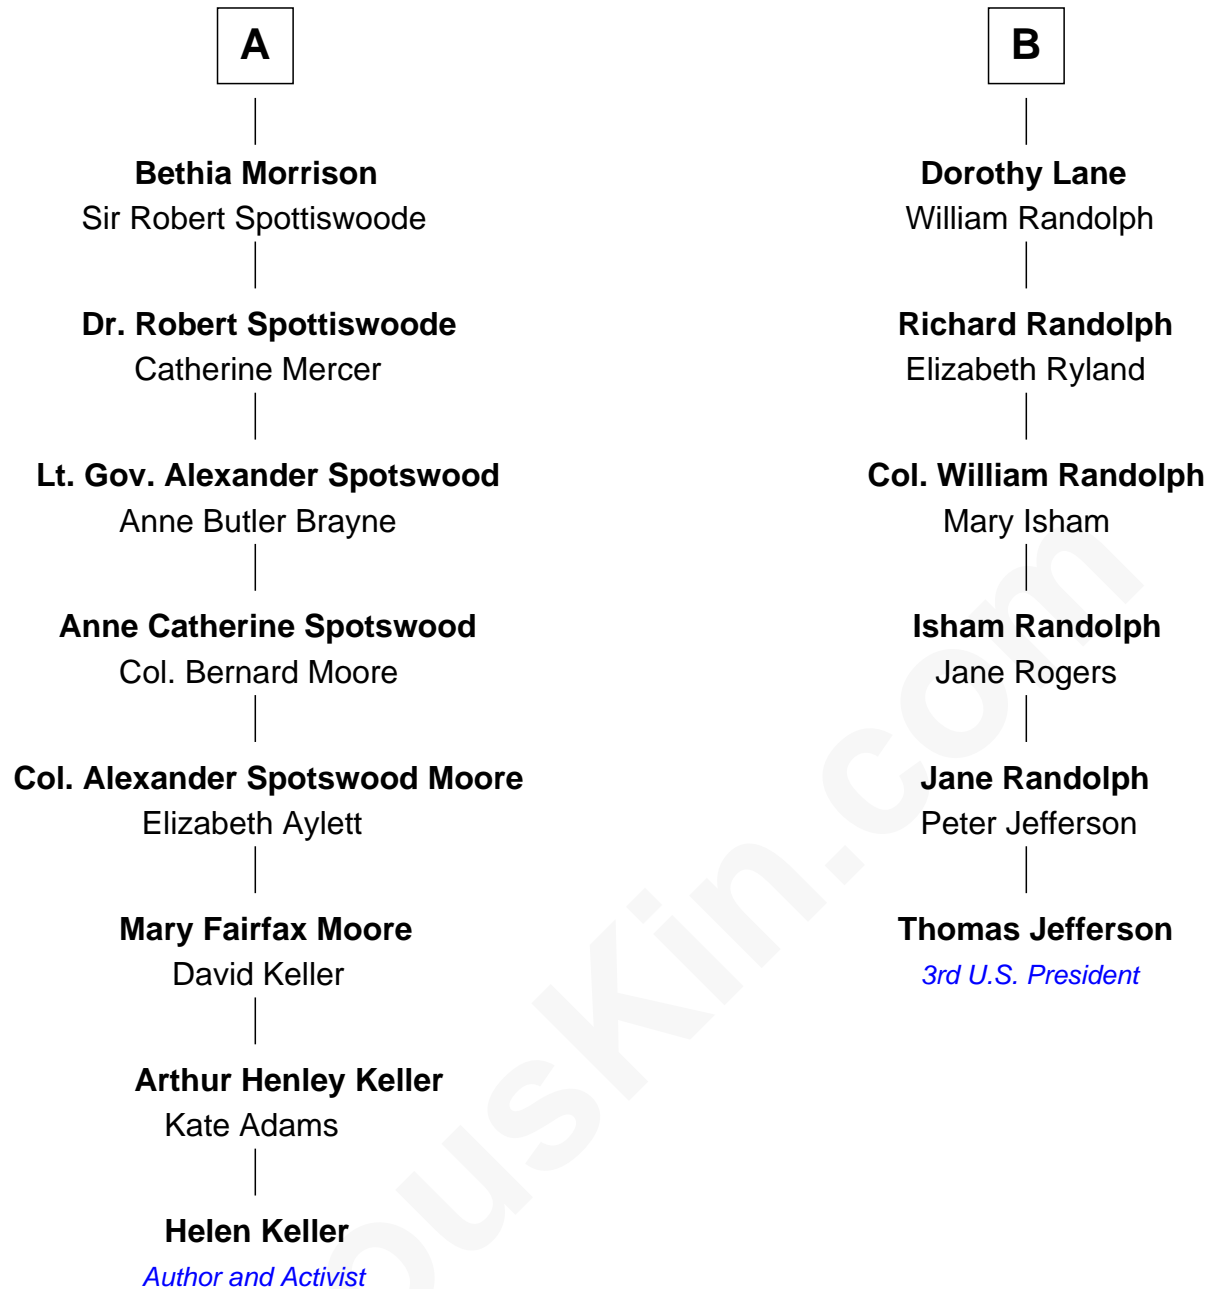 A
Bethia Morrison
Sir Robert Spottiswoode
Dr. Robert Spottiswoode
Catherine Mercer
Lt. Gov. Alexander Spotswood
Anne Butler Brayne
Anne Catherine Spotswood
Col. Bernard Moore
Col. Alexander Spotswood Moore
Elizabeth Aylett
Mary Fairfax Moore
David Keller
Arthur Henley Keller
Kate Adams
Helen Keller
Author and Activist
B
Dorothy Lane
William Randolph
Richard Randolph
Elizabeth Ryland
Col. William Randolph
Mary Isham
Isham Randolph
Jane Rogers
Jane Randolph
Peter Jefferson
Thomas Jefferson
3rd U.S. President
ousKin.com